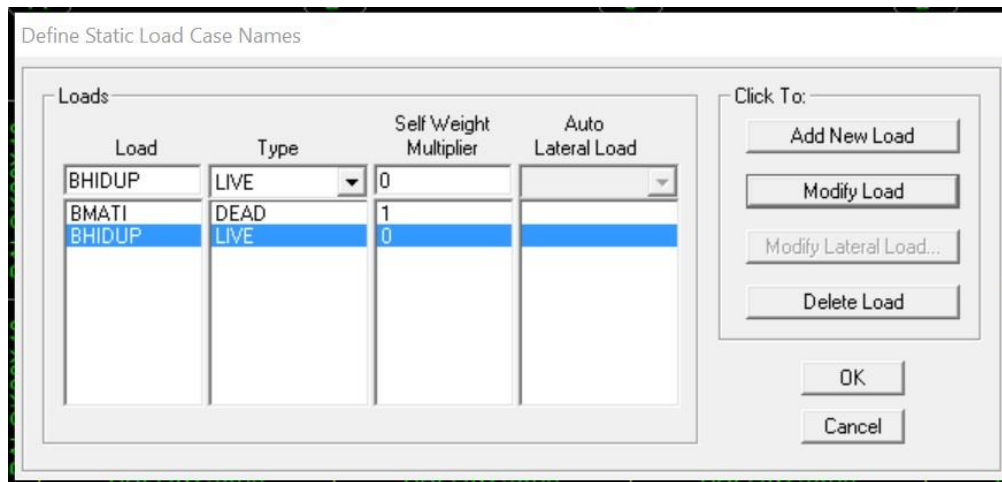 Define Static Load Case Names
Loads
Load Type Self Weight Multiplier Auto Lateral Load
BHIDUP LIVE 0
BMATI DEAD 1
BHIDUP LIVE 0
Click To:
Add New Load
Modify Load
Modify Lateral Load...
Delete Load
OK
Cancel